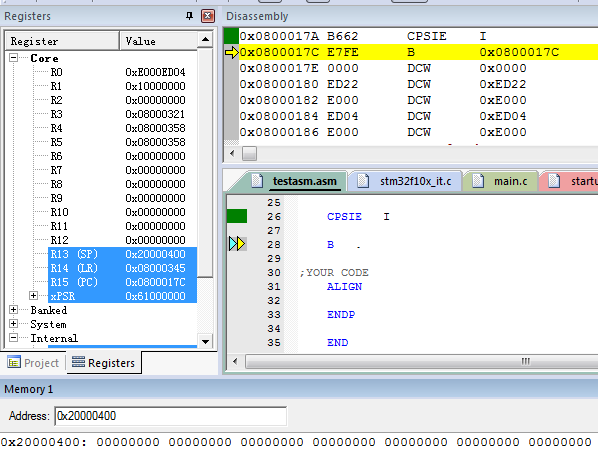 Registers
Register Value
Core
R0 0xE000ED04
R1 0x10000000
R2 0x00000000
R3 0x08000321
R4 0x08000358
R5 0x08000358
R6 0x00000000
R7 0x00000000
R8 0x00000000
R9 0x00000000
R10 0x00000000
R11 0x00000000
R12 0x00000000
R13 (SP) 0x20000400
R14 (LR) 0x08000345
R15 (PC) 0x0800017C
xPSR 0x61000000
Banked
System
Internal
Project Registers
Disassembly
0x0800017A B662 CPSIE I
0x0800017C E7FE B 0x0800017C
0x0800017E 0000 DCW 0x0000
0x08000180 ED22 DCW 0xED22
0x08000182 E000 DCW 0xE000
0x08000184 ED04 DCW 0xED04
0x08000186 E000 DCW 0xE000
testasm.asm stm32f10x_it.c main.c startu
25
26 CPSIE I
27
28 B .
29
30 ;YOUR CODE
31 ALIGN
32
33 ENDP
34
35 END
Memory 1
Address: 0x20000400
0x20000400: 00000000 00000000 00000000 00000000 00000000 00000000 00000000